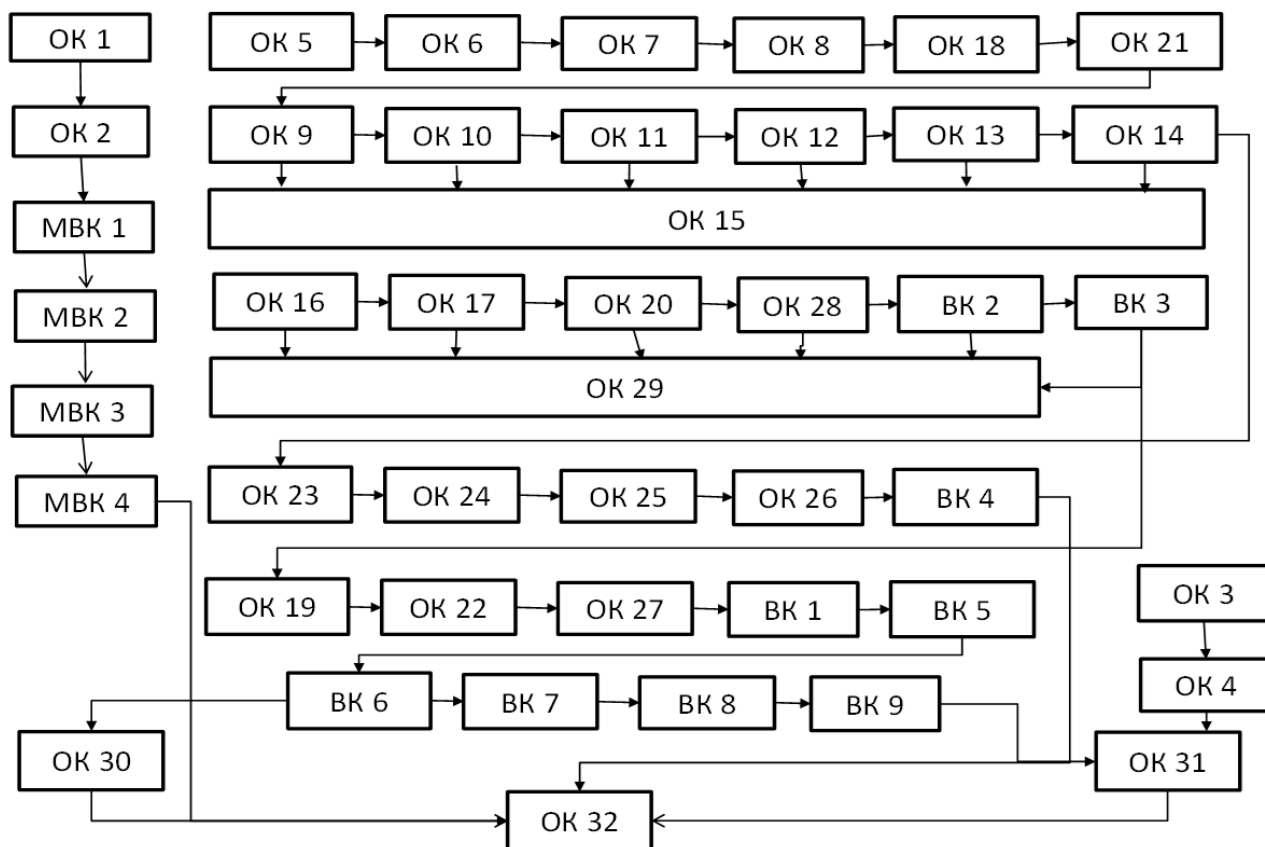 ОК 1
ОК 5
ОК 6
ОК 7
ОК 8
ОК 18
ОК 21
ОК 2
ОК 9
ОК 10
ОК 11
ОК 12
ОК 13
ОК 14
МВК 1
ОК 15
МВК 2
ОК 16
ОК 17
ОК 20
ОК 28
ВК 2
ВК 3
МВК 3
ОК 29
МВК 4
ОК 23
ОК 24
ОК 25
ОК 26
ВК 4
ОК 19
ОК 22
ОК 27
ВК 1
ВК 5
ОК 3
ВК 6
ВК 7
ВК 8
ВК 9
ОК 4
ОК 30
ОК 31
ОК 32